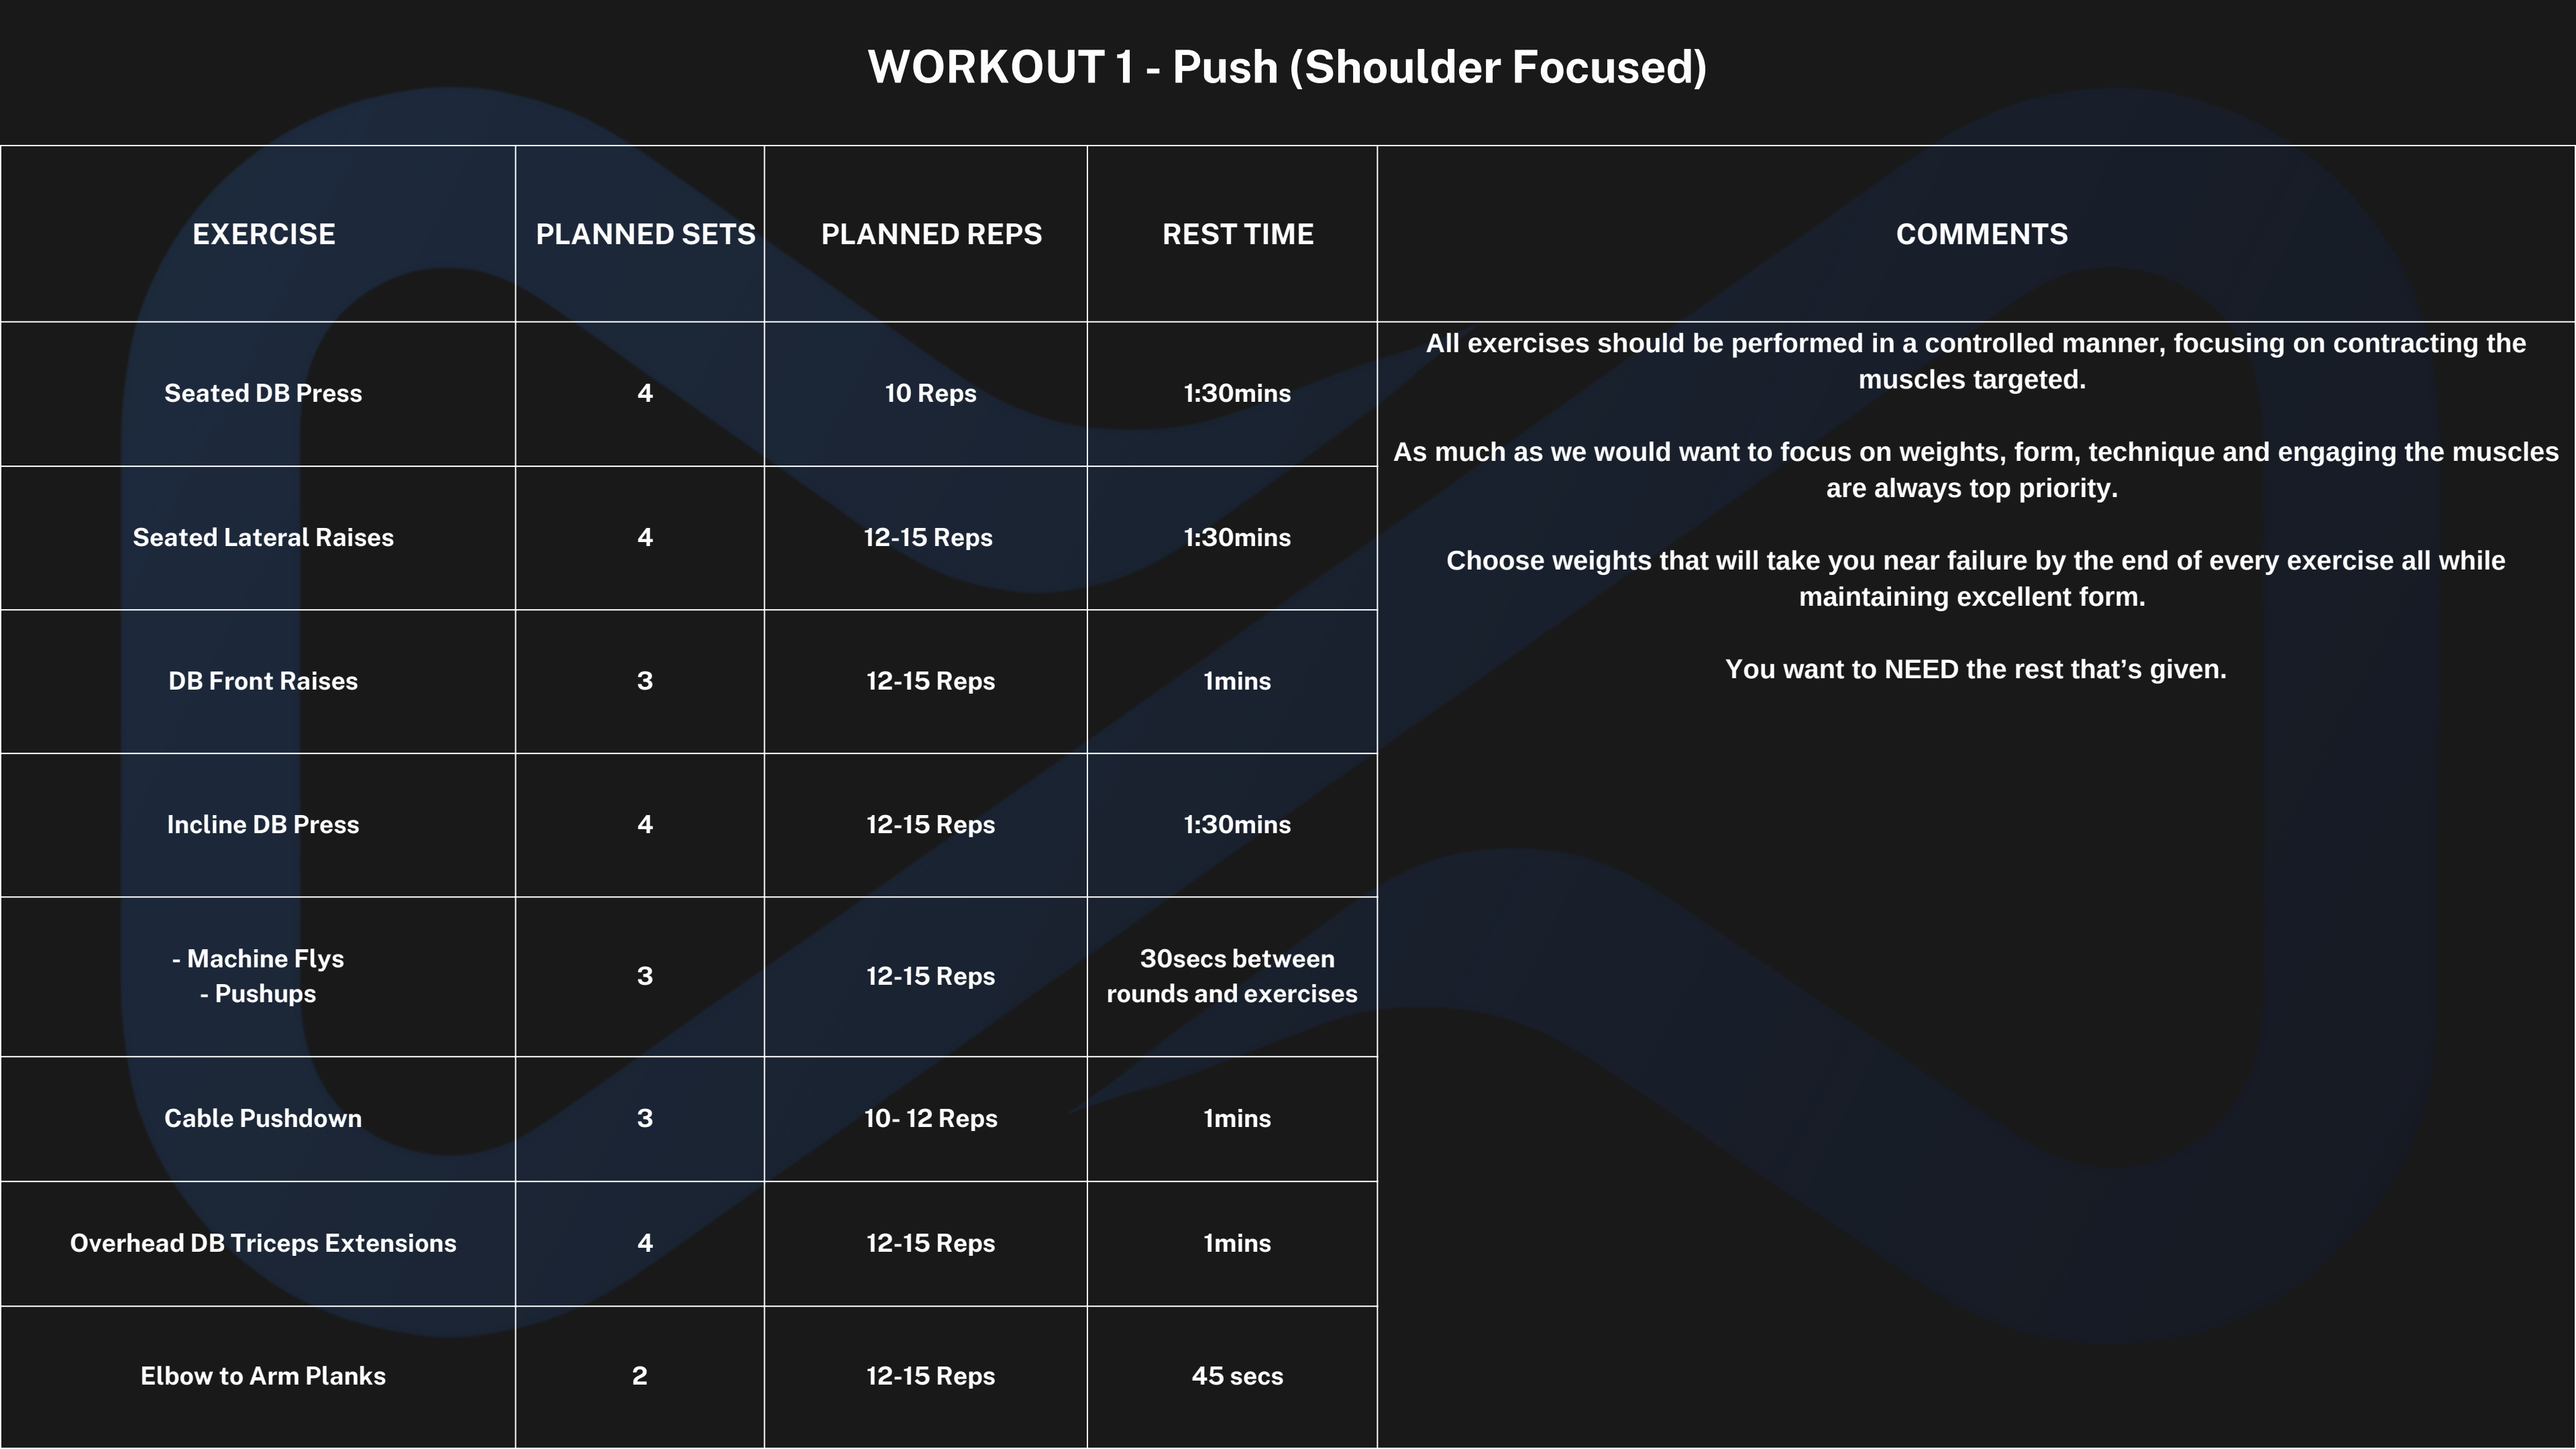 WORKOUT 1 - Push (Shoulder Focused)
EXERCISE PLANNED SETS PLANNED REPS REST TIME COMMENTS
Seated DB Press 4 10 Reps 1:30mins
Seated Lateral Raises 4 12-15 Reps 1:30mins
DB Front Raises 3 12-15 Reps 1mins
Incline DB Press 4 12-15 Reps 1:30mins
- Machine Flys
- Pushups
3 12-15 Reps
30secs between
rounds and exercises
Cable Pushdown 3 10- 12 Reps 1mins
Overhead DB Triceps Extensions 4 12-15 Reps 1mins
Elbow to Arm Planks 2 12-15 Reps 45 secs
All exercises should be performed in a controlled manner, focusing on contracting the
muscles targeted.
As much as we would want to focus on weights, form, technique and engaging the muscles
are always top priority.
Choose weights that will take you near failure by the end of every exercise all while
maintaining excellent form.
You want to NEED the rest that’s given.